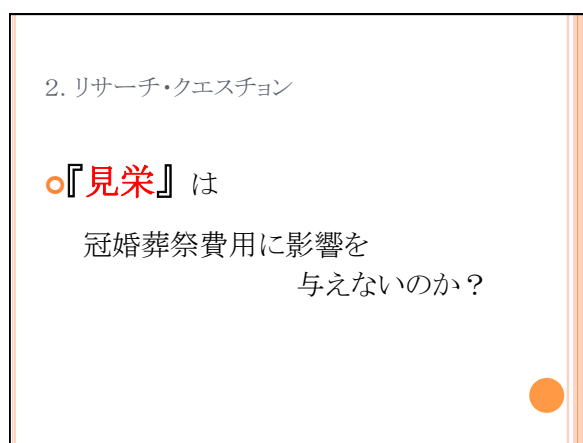 2. リサーチ・クエスチョン
『見栄』は
冠婚葬祭費用に影響を
与えないのか？